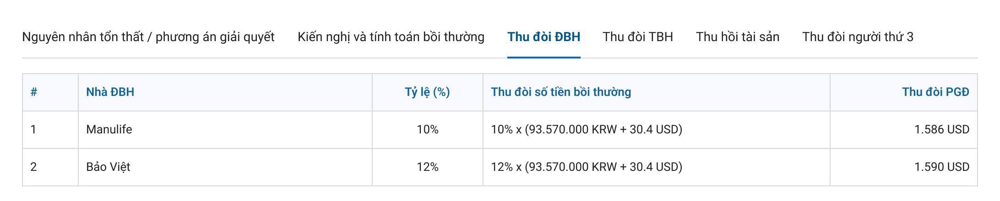 Nguyên nhân tổn thất / phương án giải quyết Kiến nghị và tính toán bồi thường Thu đòi ĐBH Thu đòi TBH Thu hồi tài sản Thu đòi người thứ 3
# Nhà ĐBH Tỷ lệ (%) Thu đòi số tiền bồi thường Thu đòi PGĐ
1 Manulife 10% 10% x (93.570.000 KRW + 30.4 USD) 1.586 USD
2 Bảo Việt 12% 12% x (93.570.000 KRW + 30.4 USD) 1.590 USD